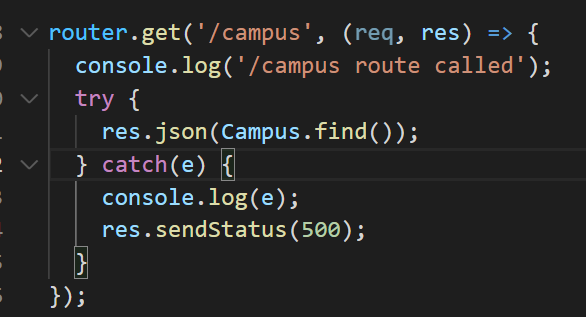 router.get('/campus', (req, res) => {
  console.log('/campus route called');
  try {
    res.json(Campus.find());
  } catch(e) {
    console.log(e);
    res.sendStatus(500);
  }
});